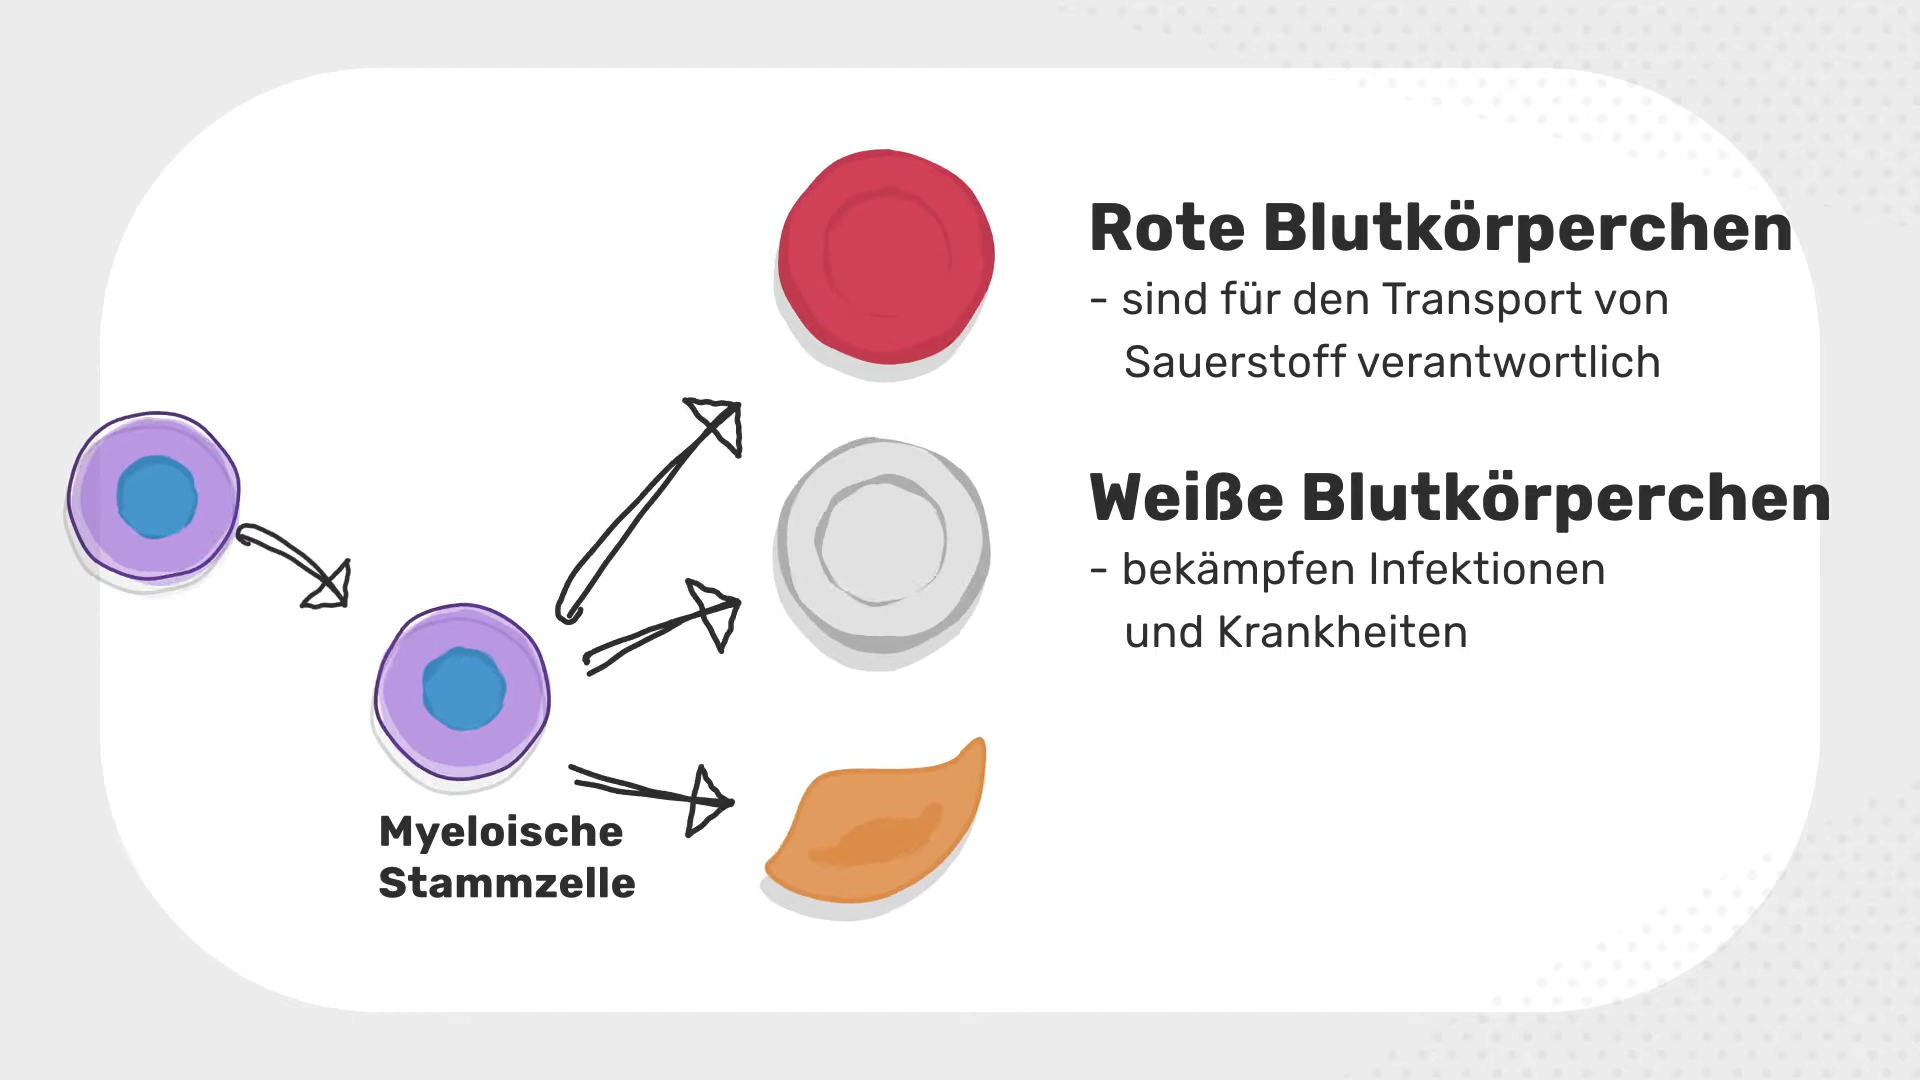 Rote Blutkörperchen
- sind für den Transport von
Sauerstoff verantwortlich
Weiße Blutkörperchen
- bekämpfen Infektionen
und Krankheiten
Myeloische
Stammzelle